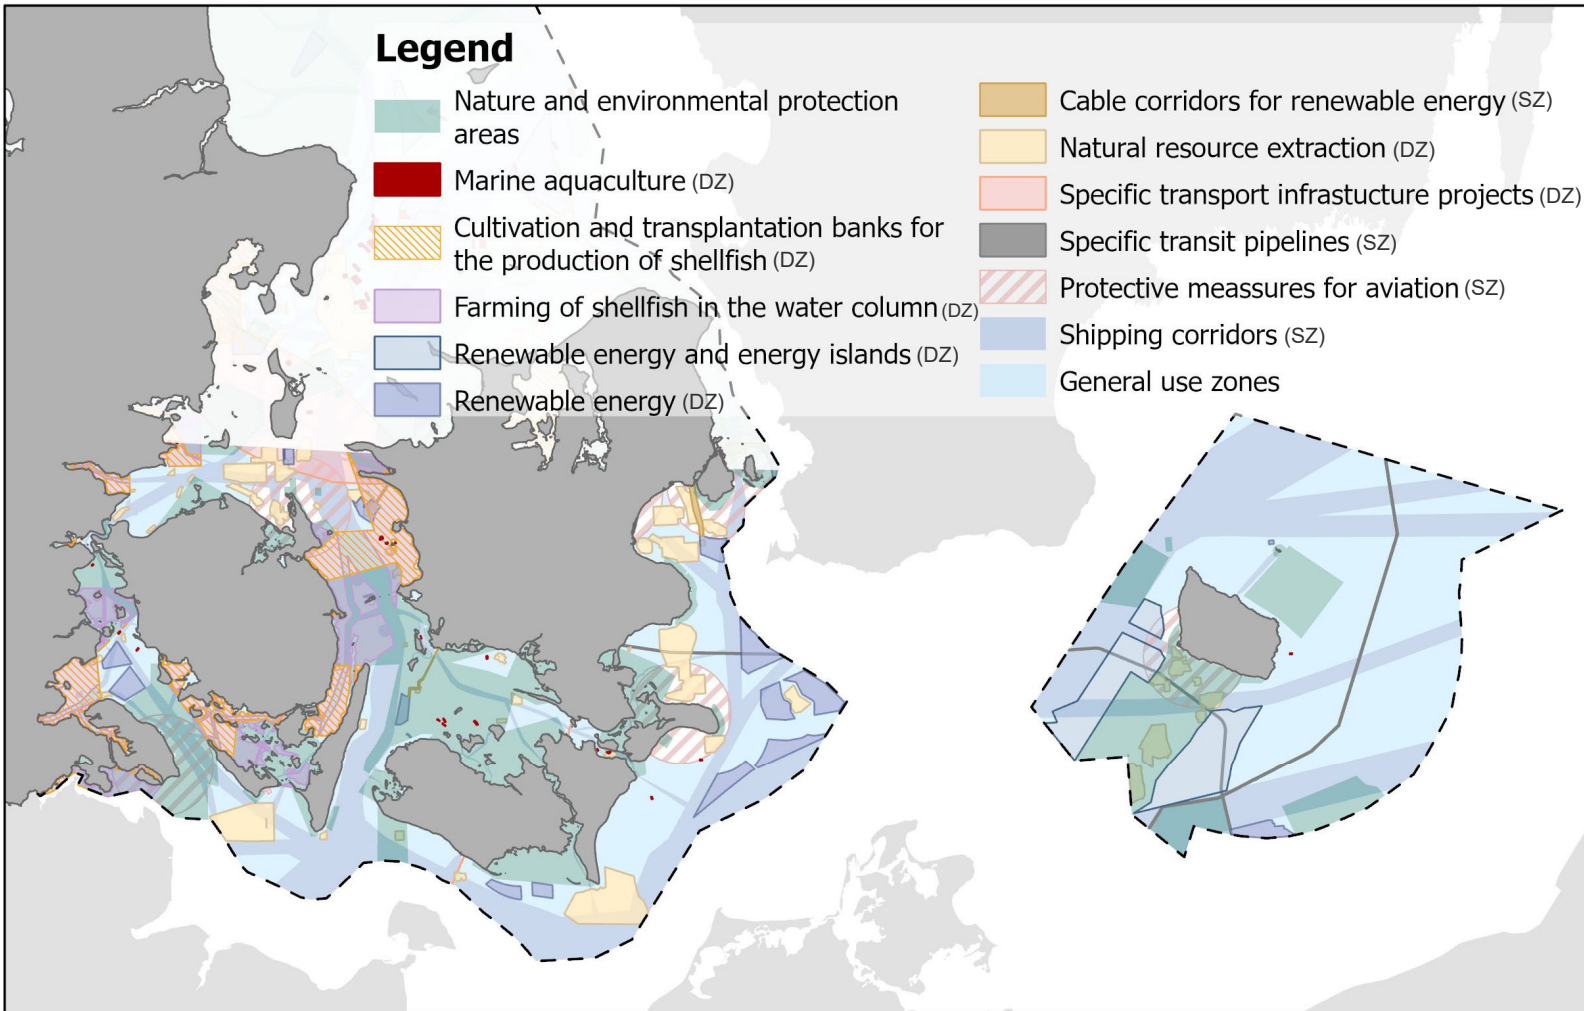 Legend
Nature and environmental protection
areas
Marine aquaculture (DZ)
Cultivation and transplantation banks for
the production of shellfish (DZ)
Farming of shellfish in the water column (DZ)
Renewable energy and energy islands (DZ)
Renewable energy (DZ)
Cable corridors for renewable energy (SZ)
Natural resource extraction (DZ)
Specific transport infrastucture projects (DZ)
Specific transit pipelines (SZ)
Protective meassures for aviation (SZ)
Shipping corridors (SZ)
General use zones